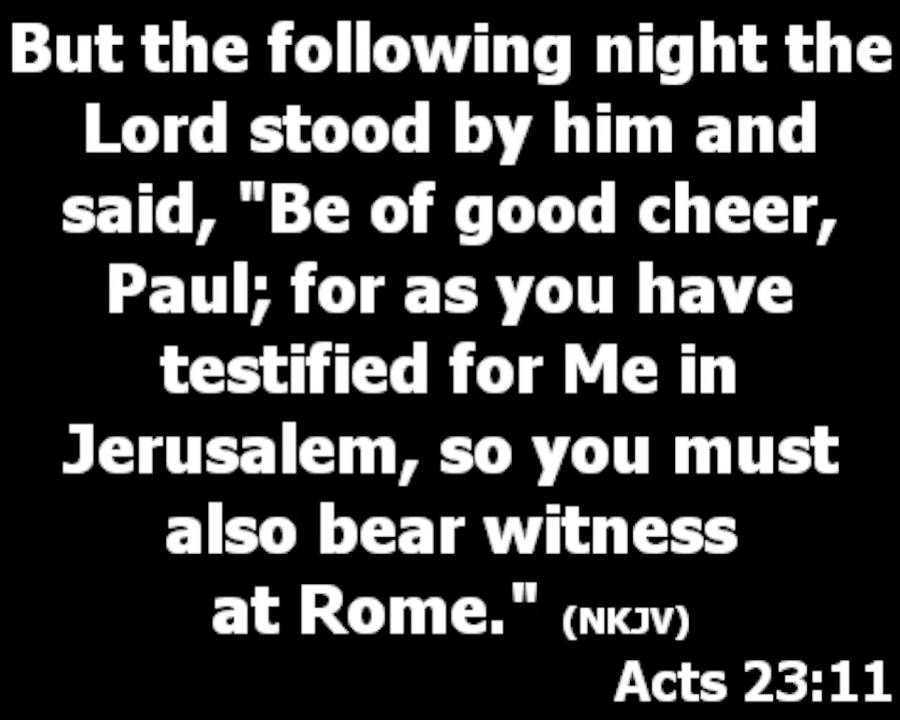 But the following night the
Lord stood by him and
said, "Be of good cheer,
Paul; for as you have
testified for Me in
Jerusalem, so you must
also bear witness
at Rome." (NKJV)
Acts 23:11